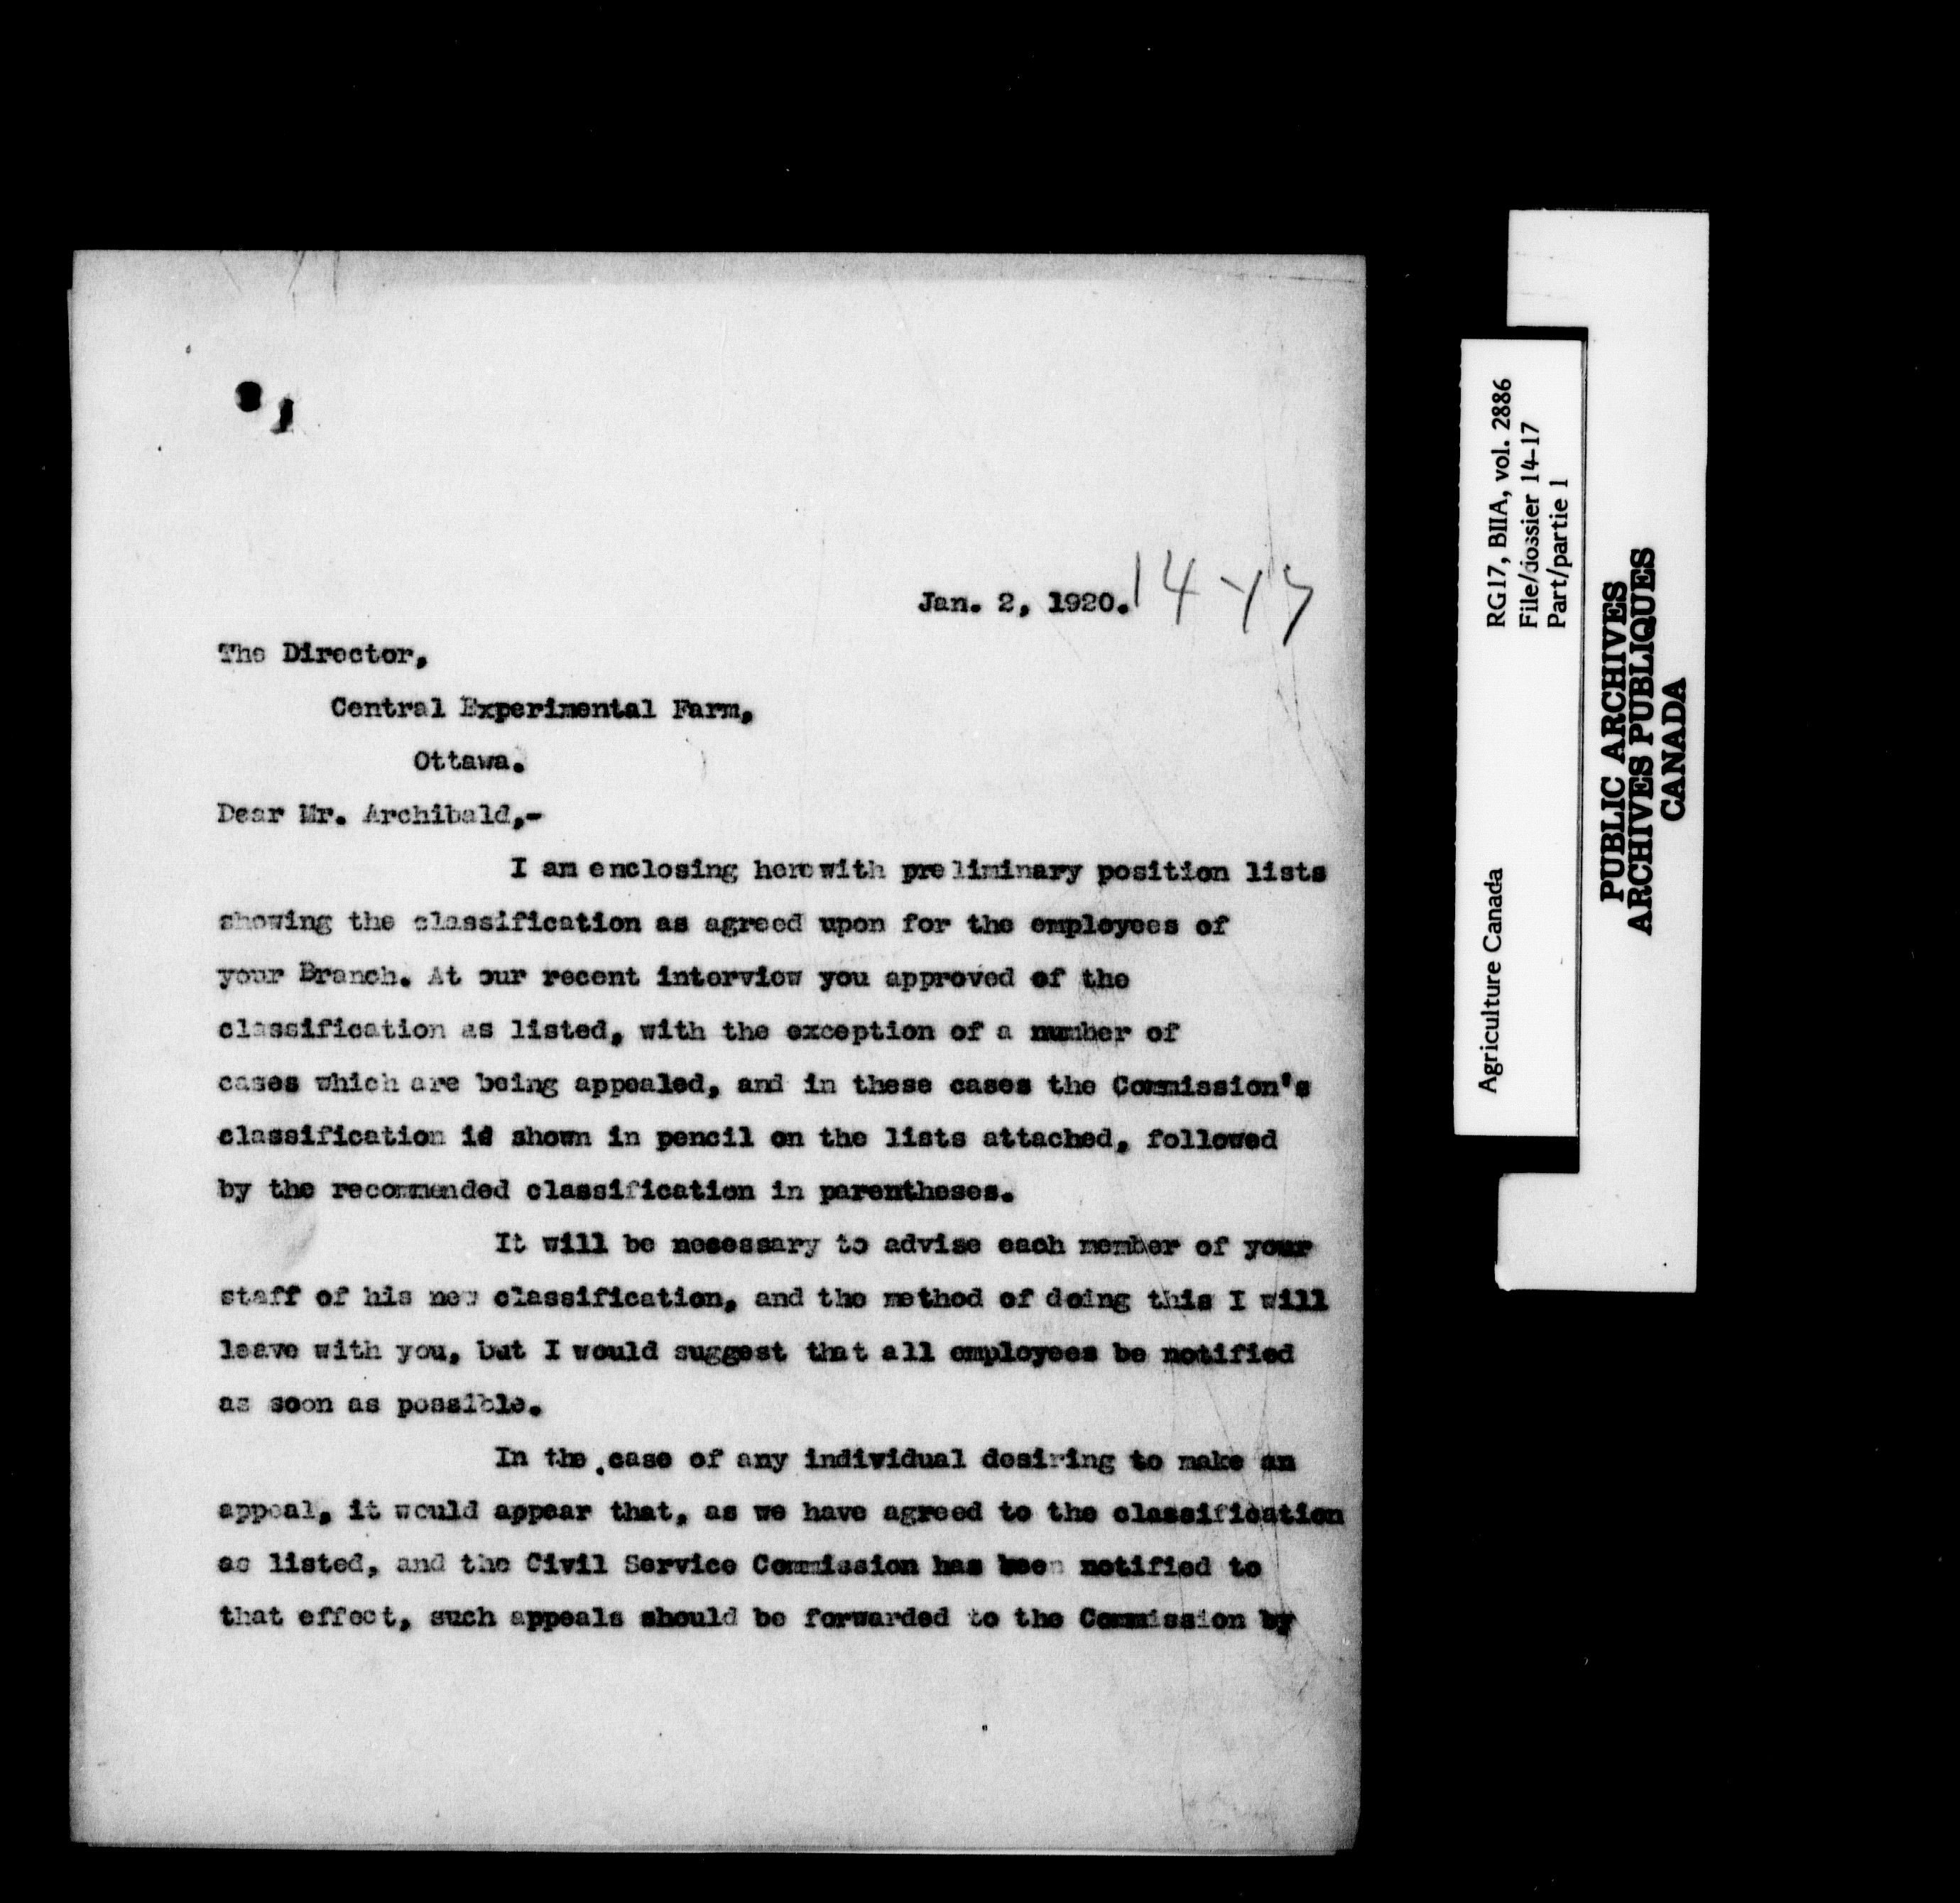 Jan. 2, 1920. 14-17
The Director,
Central Experimental Farm,
Ottawa.
Dear Mr. Archibald,-
I am enclosing herewith preliminary position lists
showing the classification as agreed upon for the employees of
your Branch. At our recent interview you approved of the
classification as listed, with the exception of a number of
cases which are being appealed, and in these cases the Commission's
classification is shown in pencil on the lists attached, followed
by the recommended classification in parentheses.
It will be necessary to advise each member of your
staff of his new classification, and the method of doing this I will
leave with you, but I would suggest that all employees be notified
as soon as possible.
In the case of any individual desiring to make an
appeal, it would appear that, as we have agreed to the classification
as listed, and the Civil Service Commission has been notified to
that effect, such appeals should be forwarded to the Commission by
Agriculture Canada
RG17, BIIA, vol. 2886
File/dossier 14-17
Part/partie 1
PUBLIC ARCHIVES
ARCHIVES PUBLIQUES
CANADA